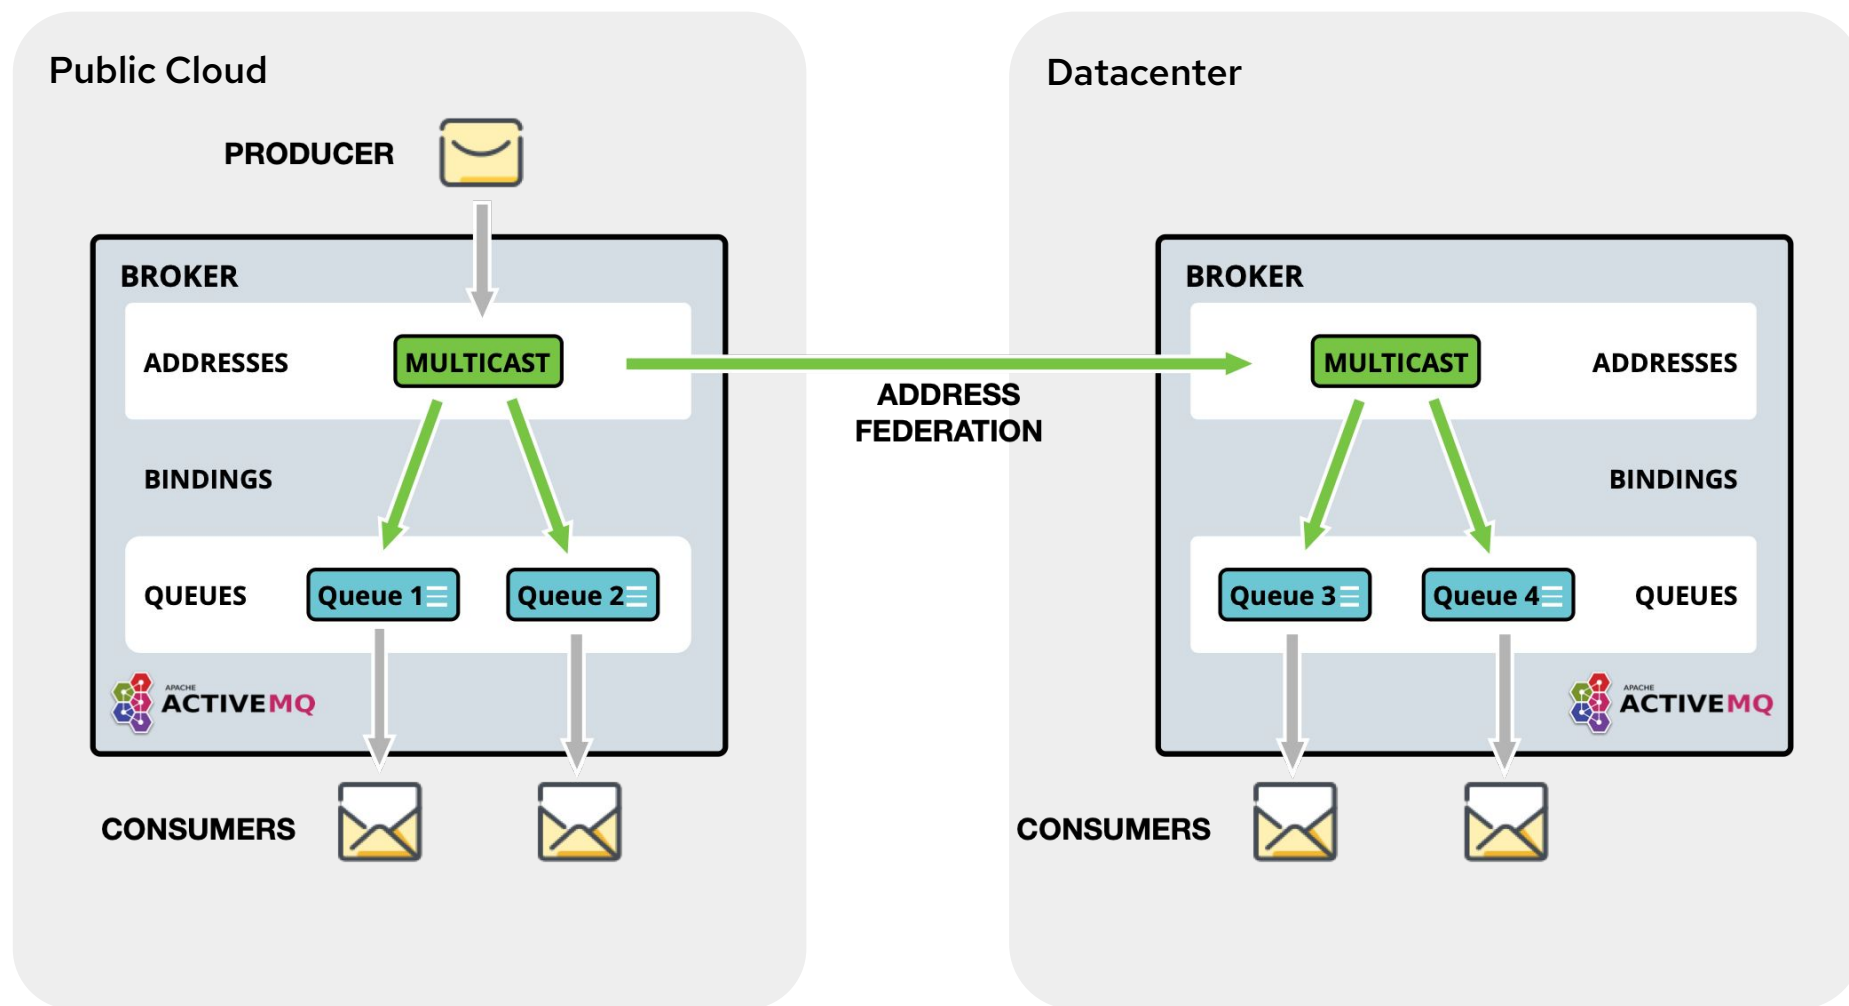 Public Cloud
PRODUCER
BROKER
ADDRESSES
MULTICAST
BINDINGS
QUEUES
Queue 1
Queue 2
APACHE
ACTIVEMQ
CONSUMERS
ADDRESS
FEDERATION
Datacenter
BROKER
MULTICAST
ADDRESSES
BINDINGS
Queue 3
Queue 4
QUEUES
APACHE
ACTIVEMQ
CONSUMERS